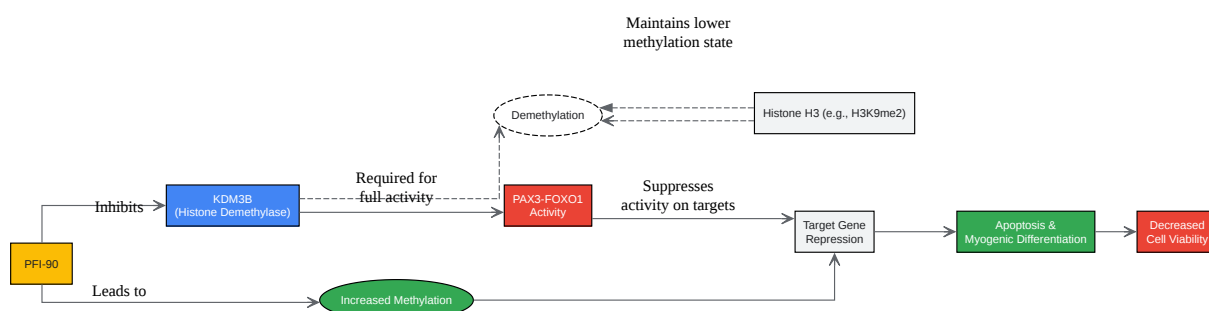 Maintains lower
methylation state
Demethylation
Histone H3 (e.g., H3K9me2)
Required for
full activity
Suppresses
activity on targets
Inhibits
KDM3B
(Histone Demethylase)
PAX3-FOXO1
Activity
Target Gene
Repression
Apoptosis &
Myogenic Differentiation
Decreased
Cell Viability
PFI-90
Leads to
Increased Methylation